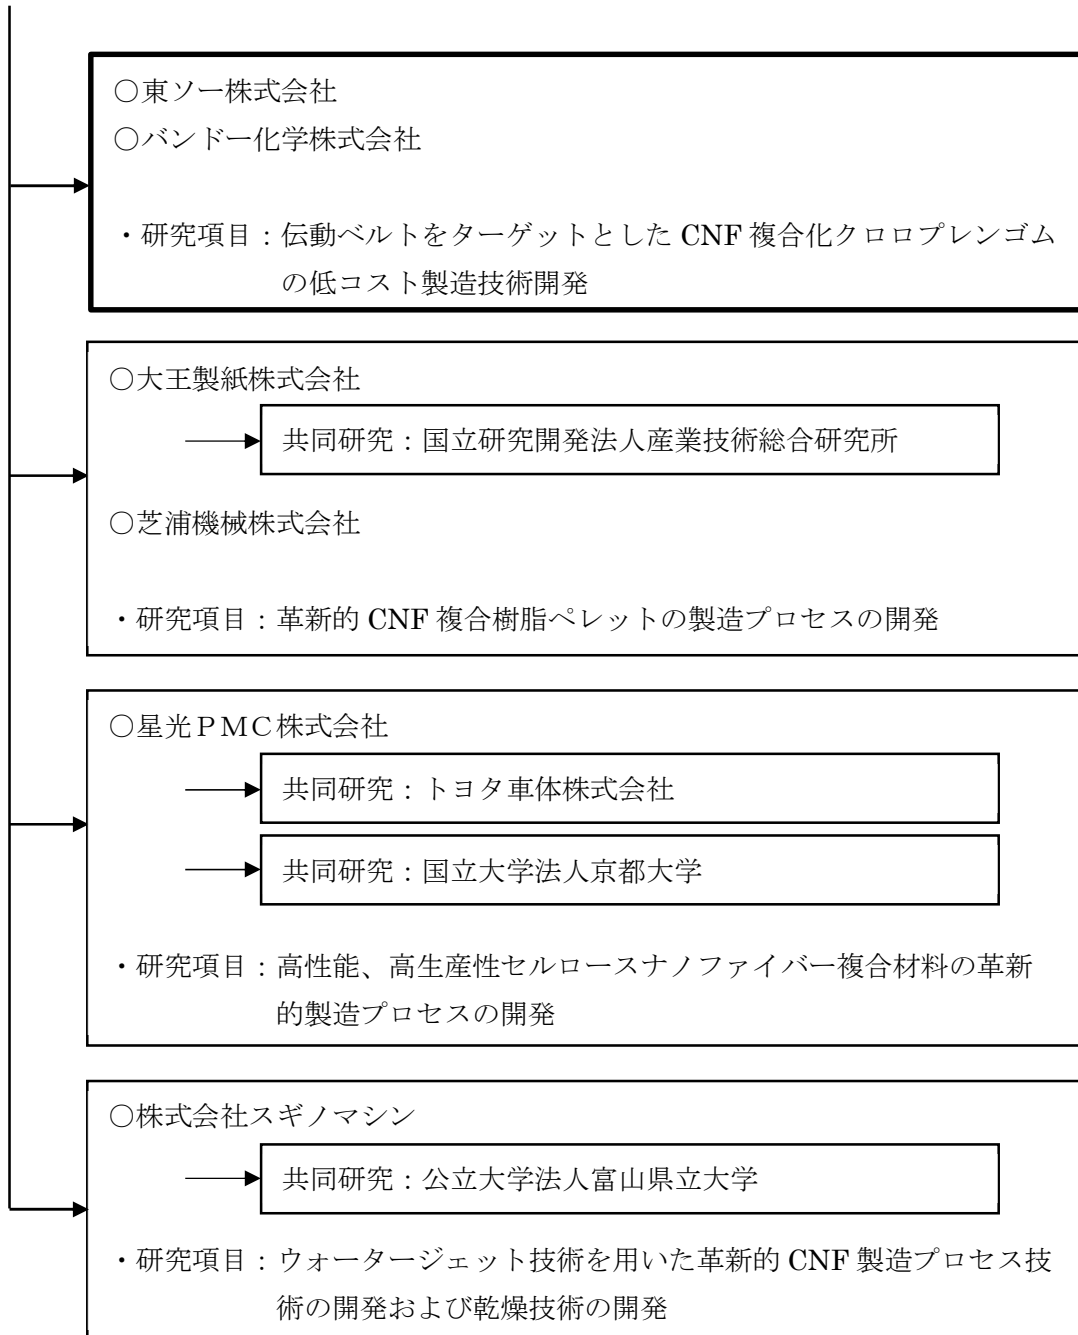 ○東ソー株式会社
○バンドー化学株式会社
・研究項目：伝動ベルトをターゲットとした CNF 複合化クロロプレンゴム
の低コスト製造技術開発
○大王製紙株式会社
共同研究：国立研究開発法人産業技術総合研究所
○芝浦機械株式会社
・研究項目：革新的 CNF 複合樹脂ペレットの製造プロセスの開発
○星光ＰＭＣ株式会社
共同研究：トヨタ車体株式会社
共同研究：国立大学法人京都大学
・研究項目：高性能、高生産性セルロースナノファイバー複合材料の革新
的製造プロセスの開発
○株式会社スギノマシン
共同研究：公立大学法人富山県立大学
・研究項目：ウォータージェット技術を用いた革新的 CNF 製造プロセス技
術の開発および乾燥技術の開発